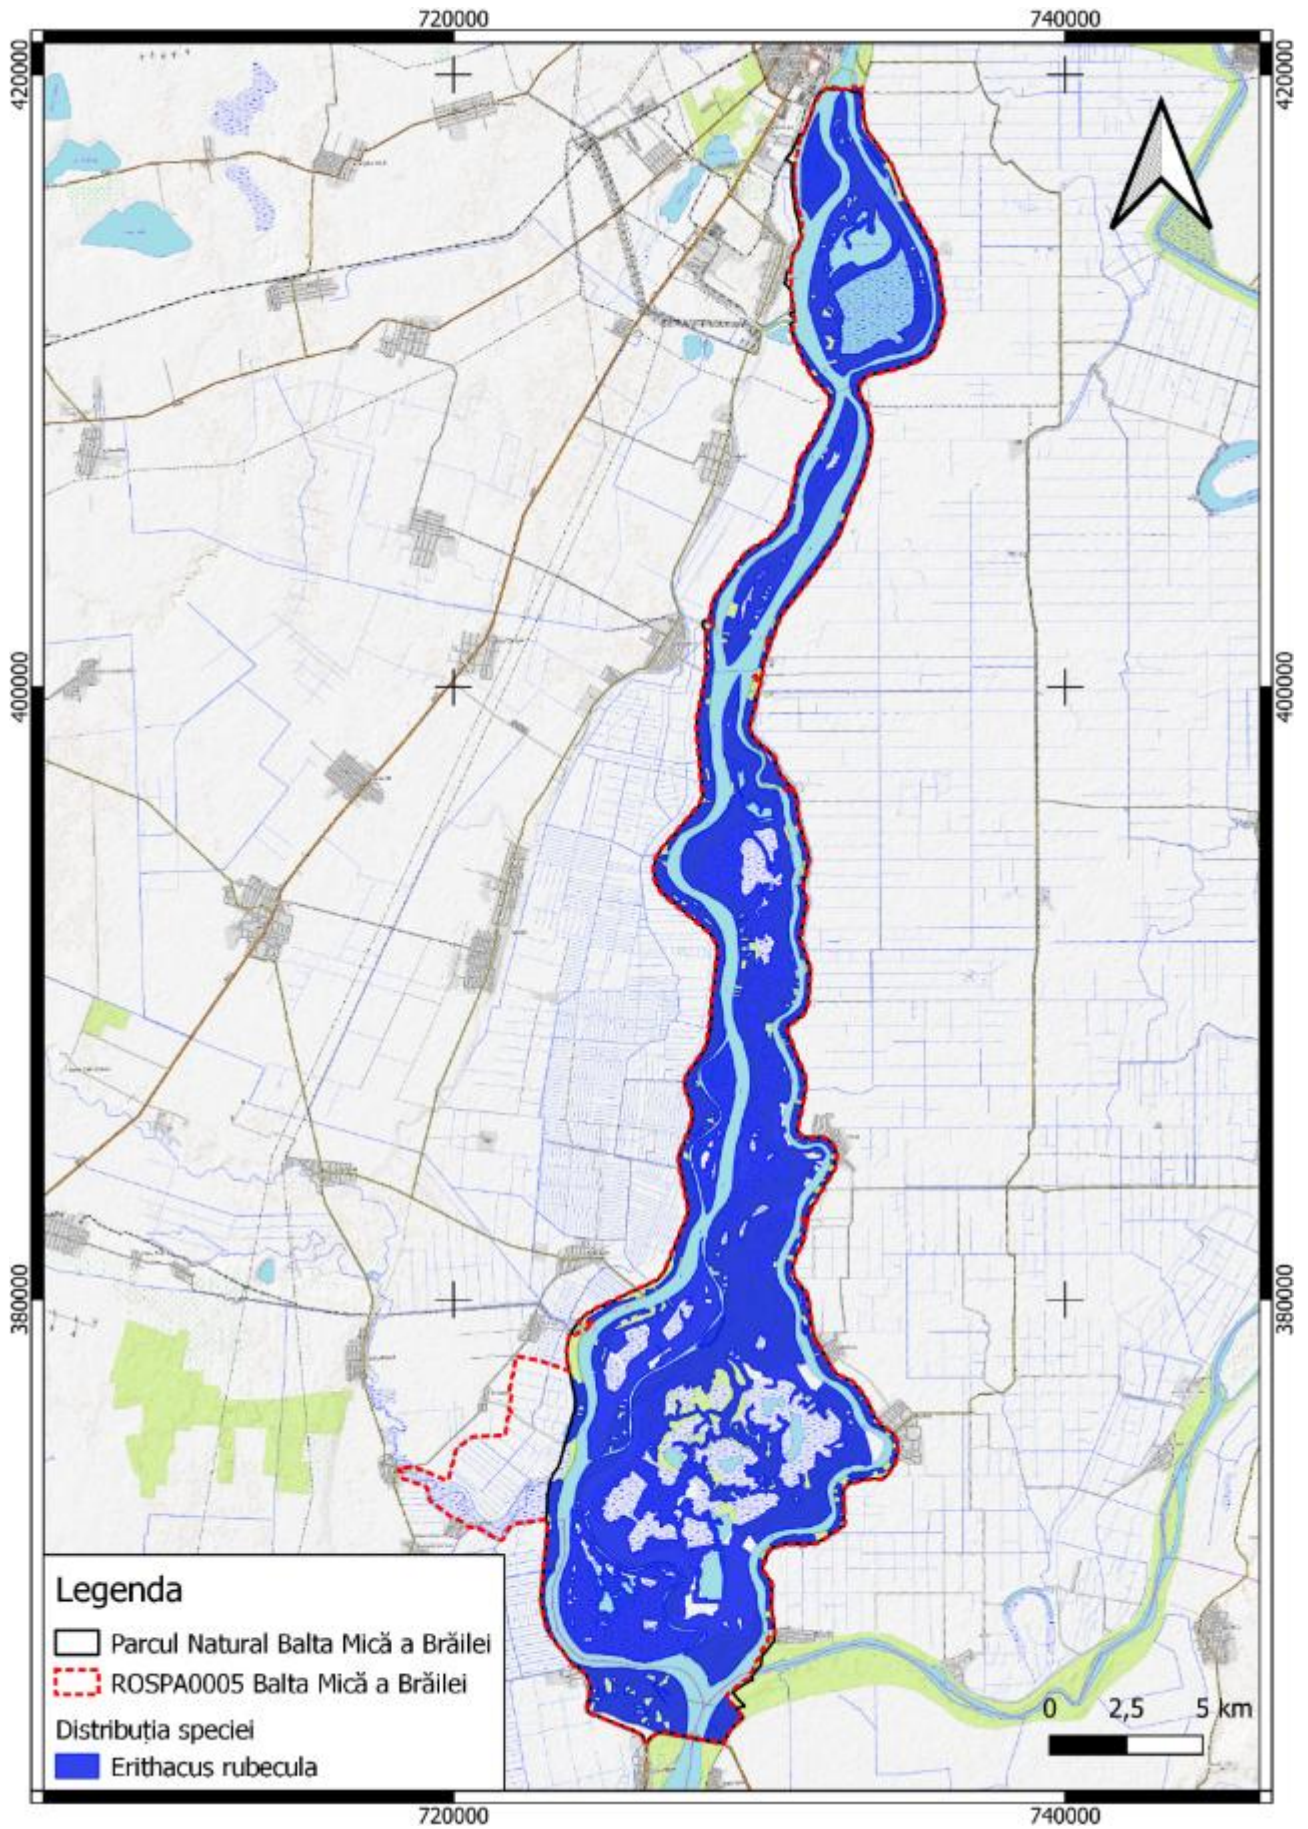 720000 740000
420000 420000
400000 400000
380000 380000
Legenda
Parcul Natural Balta Mică a Brăilei
ROSPA0005 Balta Mică a Brăilei
Distribuția speciei
Erithacus rubecula
0 2,5 5 km
720000 740000